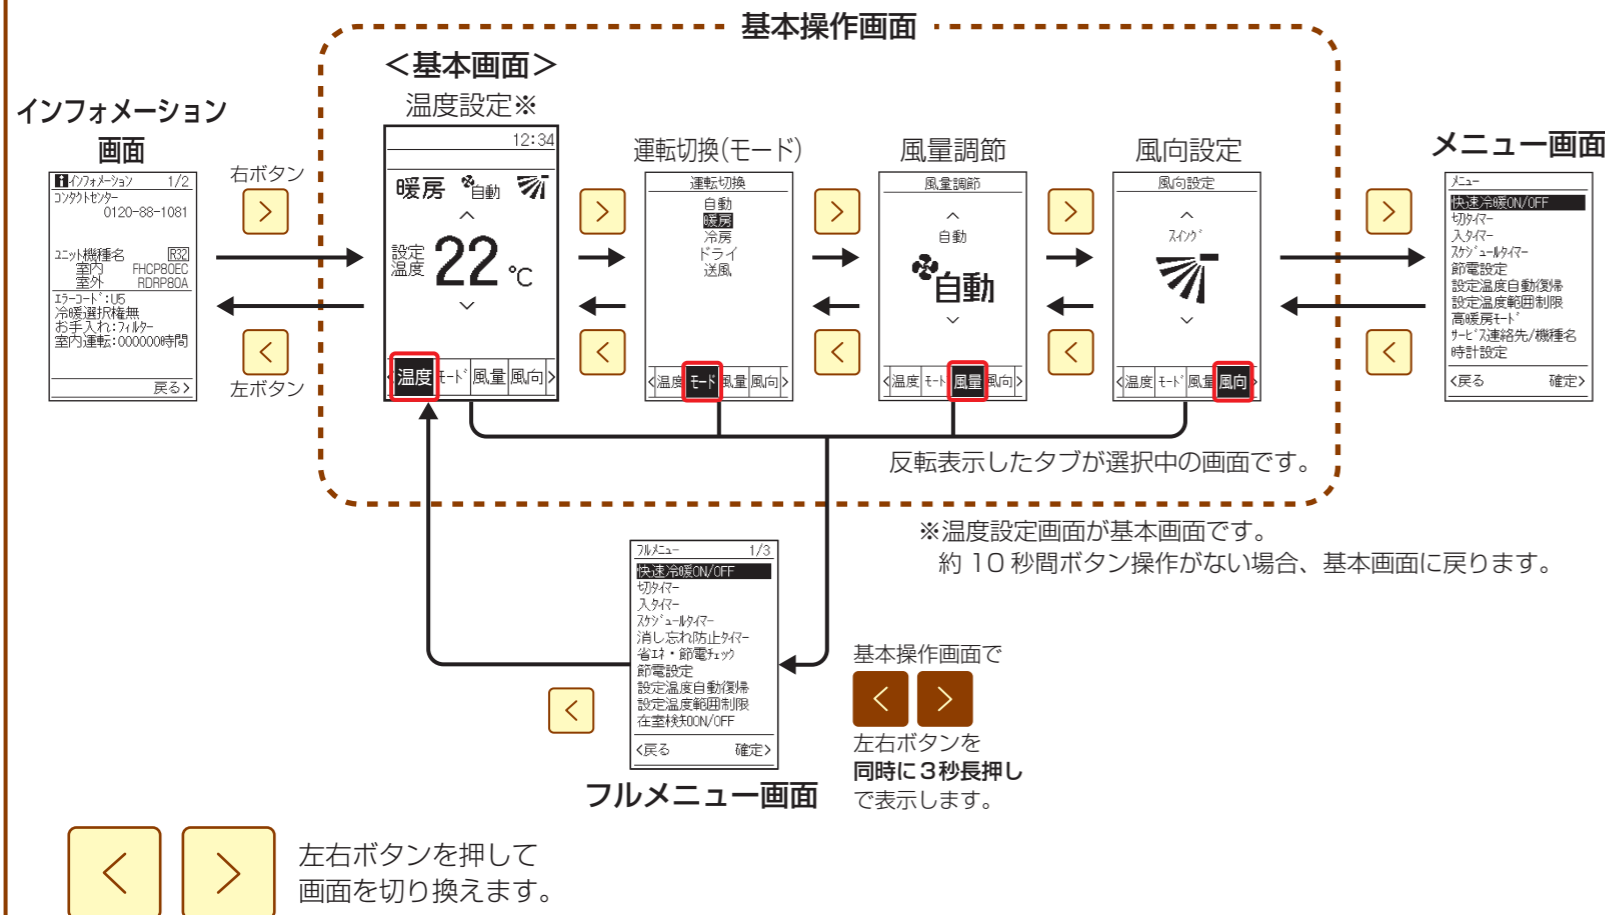 基本操作画面
<基本画面>
温度設定※
インフォメーション
画面
右ボタン
左ボタン
運転切換(モード)
風量調節
風向設定
メニュー画面
インフォメーション 1/2
コンタクトセンター
0120-88-1081
ユニット機種名 R32
室内 FHCP80EC
室外 RDRP80A
エラーコード:U5
冷暖選択権無
お手入れ:フィルター
室内運転:000000時間
戻る>
12:34
暖房 自動
設定
温度
22℃
<温度 モード 風量 風向>
運転切換
自動
暖房
冷房
ドライ
送風
<温度 モード 風量 風向>
風量調節
自動
自動
<温度 モード 風量 風向>
風向設定
スイング
<温度 モード 風量 風向>
メニュー
快速冷暖ON/OFF
切タイマー
入タイマー
スケジュールタイマー
節電設定
設定温度自動復帰
設定温度範囲制限
高暖房モード
サービス連絡先/機種名
時計設定
<戻る 確定>
反転表示したタブが選択中の画面です。
※温度設定画面が基本画面です。
約10秒間ボタン操作がない場合、基本画面に戻ります。
フルメニュー 1/3
快速冷暖ON/OFF
切タイマー
入タイマー
スケジュールタイマー
消し忘れ防止タイマー
省エネ・節電チェック
節電設定
設定温度自動復帰
設定温度範囲制限
在室検知ON/OFF
<戻る 確定>
フルメニュー画面
基本操作画面で
< >
左右ボタンを
同時に3秒長押し
で表示します。
< >
左右ボタンを押して
画面を切り換えます。